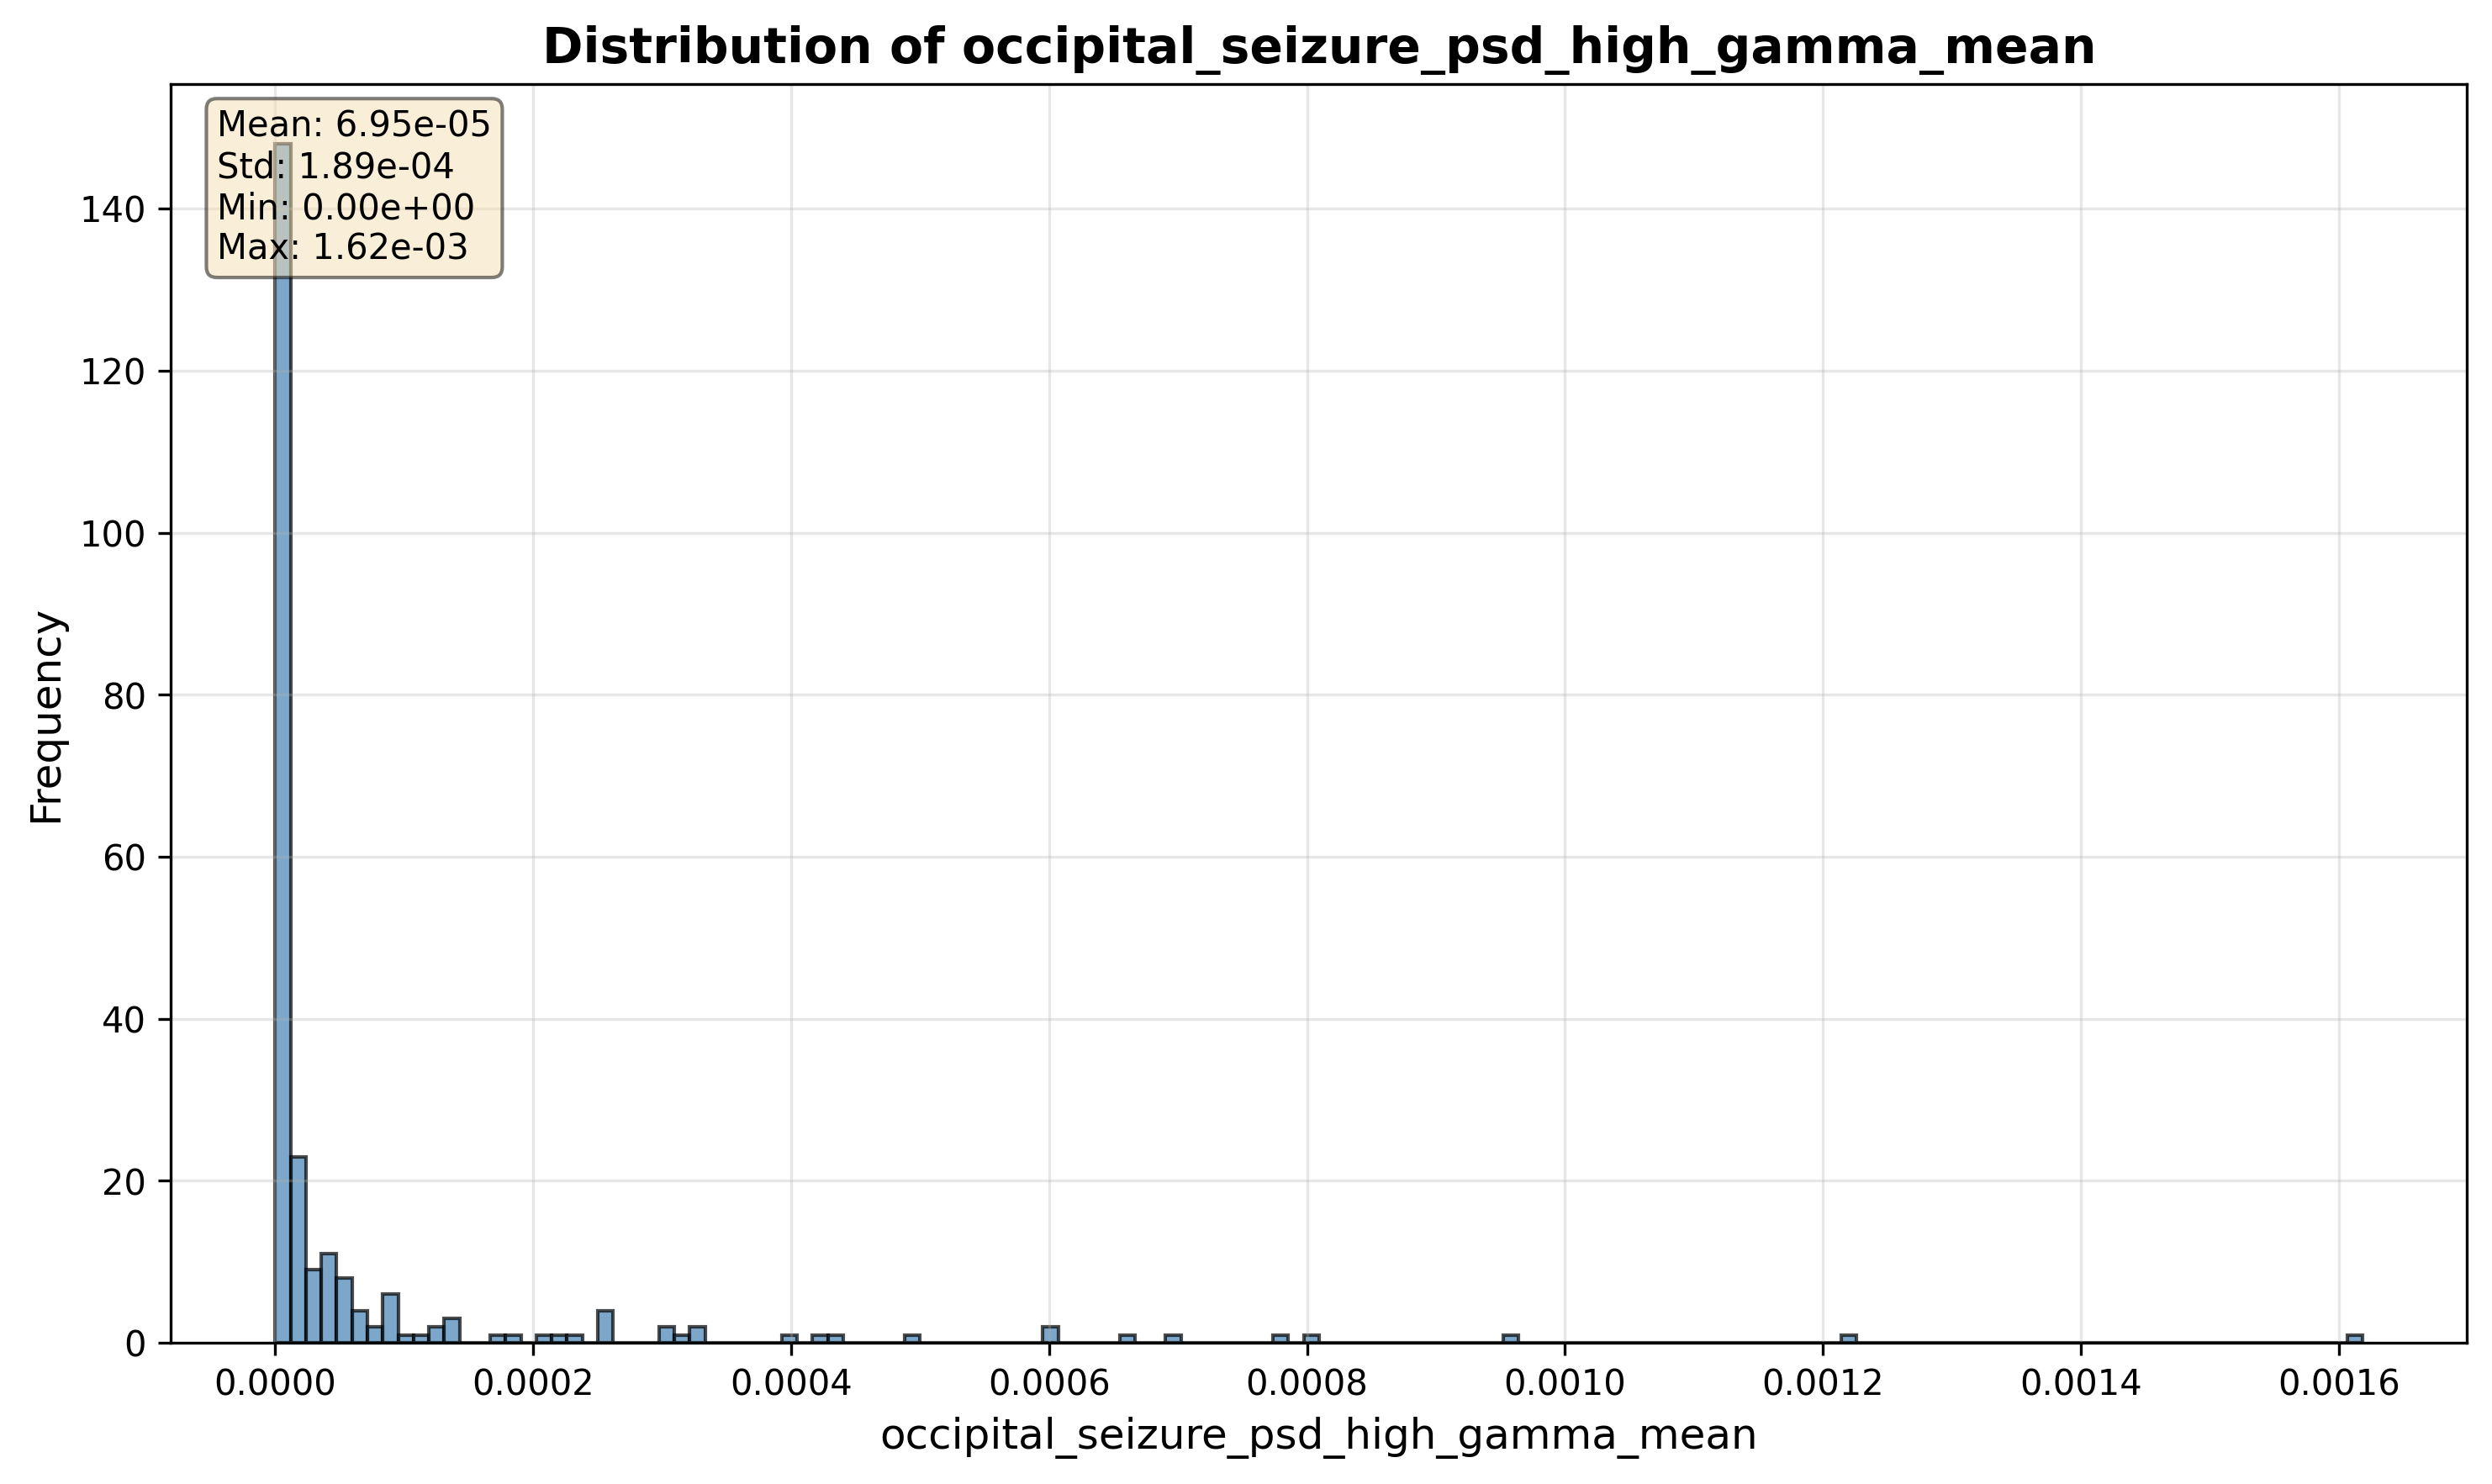 Distribution of occipital_seizure_psd_high_gamma_mean
Mean: 6.95e-05
Std: 1.89e-04
Min: 0.00e+00
Max: 1.62e-03
140
120
100
80
60
40
20
0
Frequency
0.0000 0.0002 0.0004 0.0006 0.0008 0.0010 0.0012 0.0014 0.0016
occipital_seizure_psd_high_gamma_mean